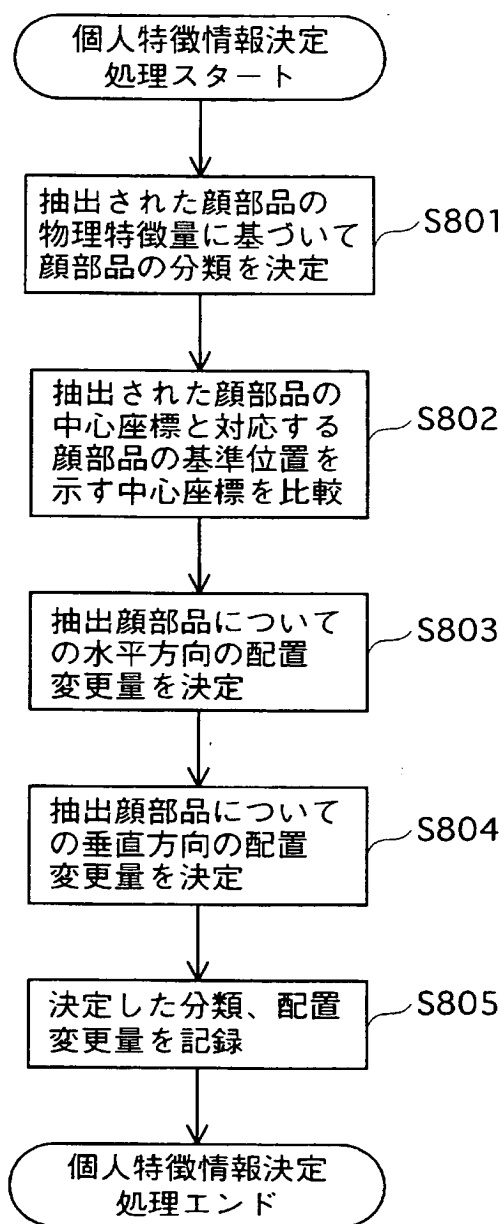 個人特徴情報決定
処理スタート
抽出された顔部品の
物理特徴量に基づいて
顔部品の分類を決定
S801
抽出された顔部品の
中心座標と対応する
顔部品の基準位置を
示す中心座標を比較
S802
抽出顔部品について
の水平方向の配置
変更量を決定
S803
抽出顔部品について
の垂直方向の配置
変更量を決定
S804
決定した分類、配置
変更量を記録
S805
個人特徴情報決定
処理エンド